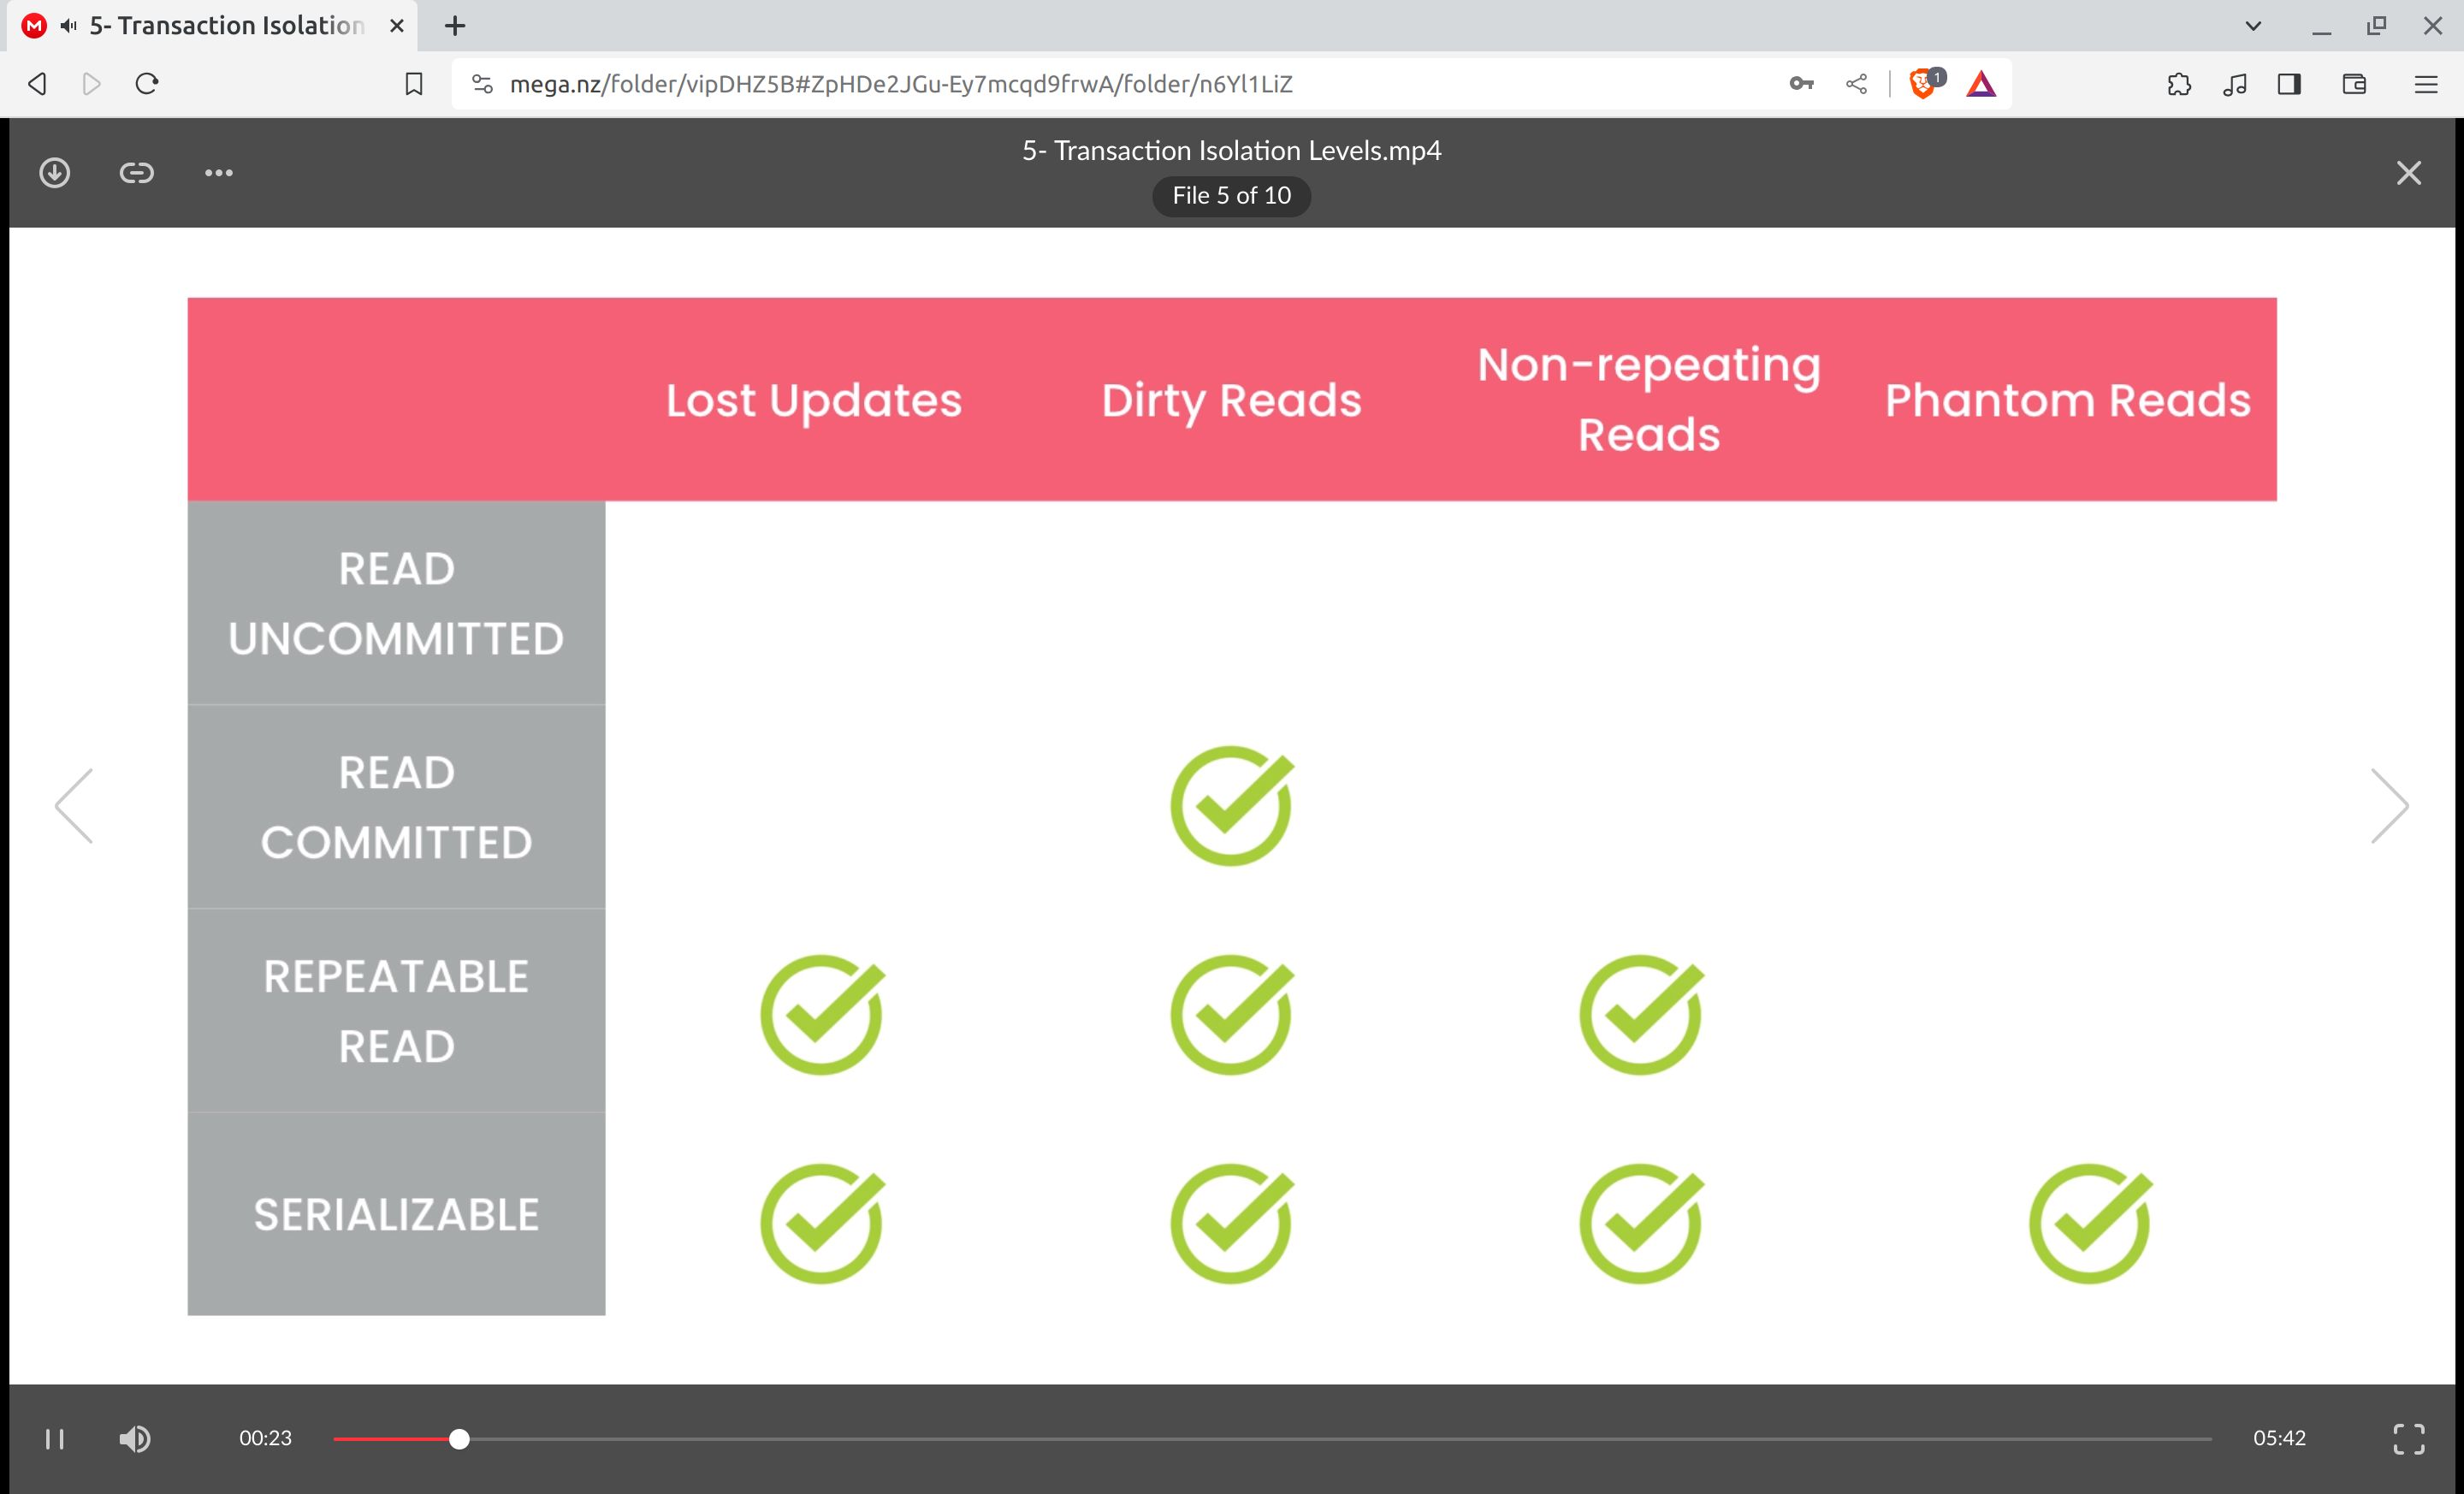 5- Transaction Isolation
mega.nz/folder/vipDHZ5B#ZpHDe2JGu-Ey7mcqd9frwA/folder/n6Yl1LiZ
1
5- Transaction Isolation Levels.mp4
File 5 of 10
Lost Updates
Dirty Reads
Non-repeating
Reads
Phantom Reads
READ
UNCOMMITTED
READ
COMMITTED
REPEATABLE
READ
SERIALIZABLE
00:23
05:42